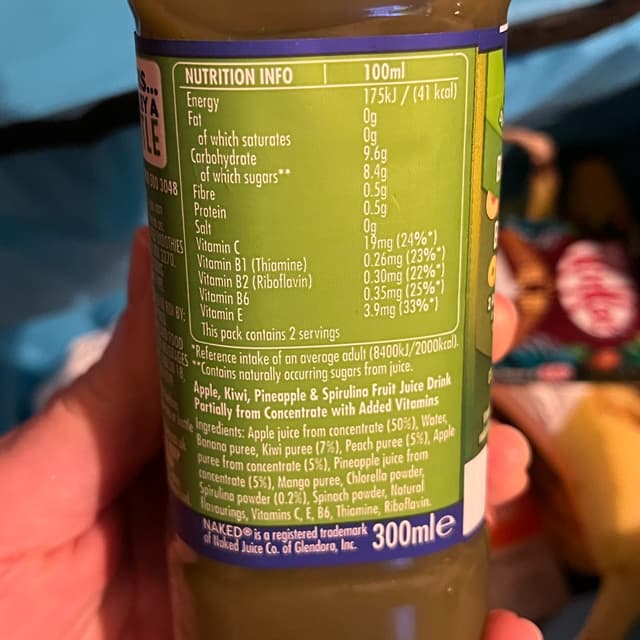 NUTRITION INFO | 100ml
Energy 175kJ / (41 kcal)
Fat 0g
of which saturates 0g
Carbohydrate 9.6g
of which sugars** 8.4g
Fibre 0.5g
Protein 0.5g
Salt 0g
Vitamin C 19mg (24%*)
Vitamin B1 (Thiamine) 0.26mg (23%*)
Vitamin B2 (Riboflavin) 0.30mg (22%*)
Vitamin B6 0.35mg (25%*)
Vitamin E 3.9mg (33%*)
This pack contains 2 servings
*Reference intake of an average adult (8400kJ/2000kcal).
**Contains naturally occurring sugars from juice.
Apple, Kiwi, Pineapple & Spirulina Fruit Juice Drink
Partially from Concentrate with Added Vitamins
Ingredients: Apple juice from concentrate (50%), Water,
Banana puree, Kiwi puree (7%), Peach puree (5%), Apple
puree from concentrate (5%), Pineapple juice from
concentrate (5%), Mango puree, Chlorella powder,
Spirulina powder (0.2%), Spinach powder, Natural
flavourings, Vitamins C, E, B6, Thiamine, Riboflavin.
NAKED® is a registered trademark
of Naked Juice Co. of Glendora, Inc.
300ml e
3048